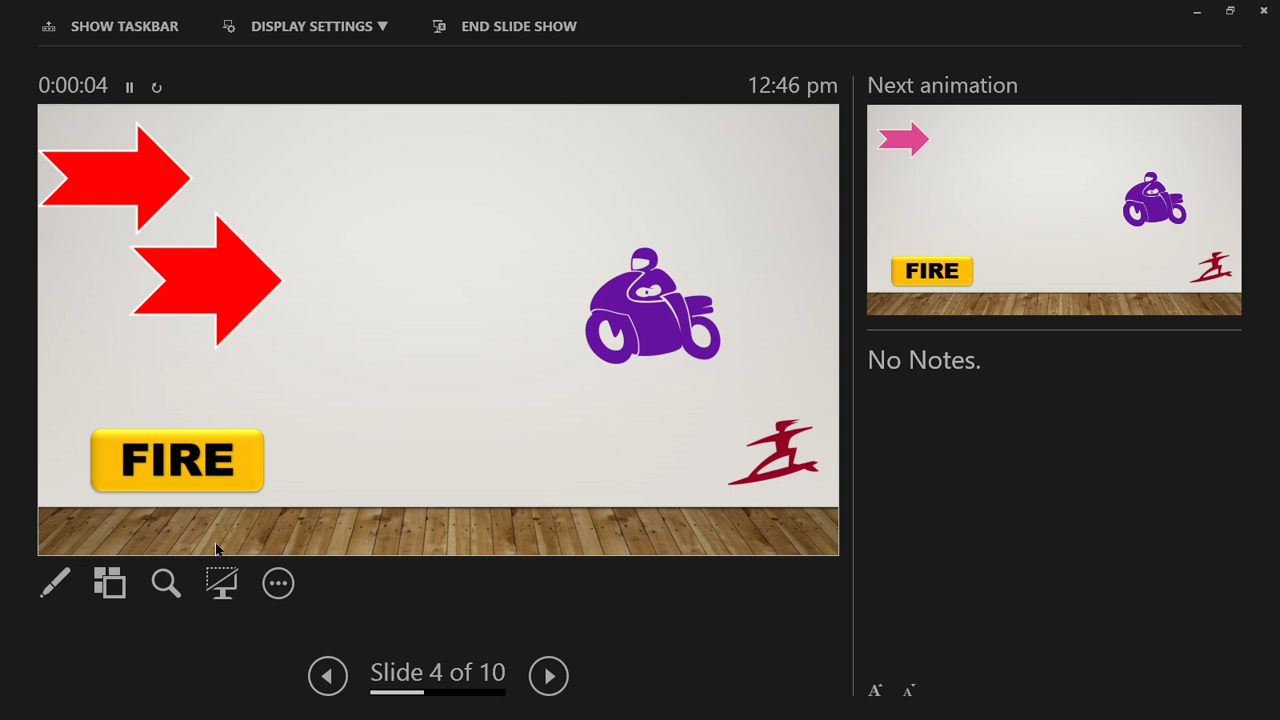 SHOW TASKBAR
DISPLAY SETTINGS ▼
END SLIDE SHOW
0:00:04
12:46 pm
Next animation
FIRE
FIRE
No Notes.
Slide 4 of 10
A A